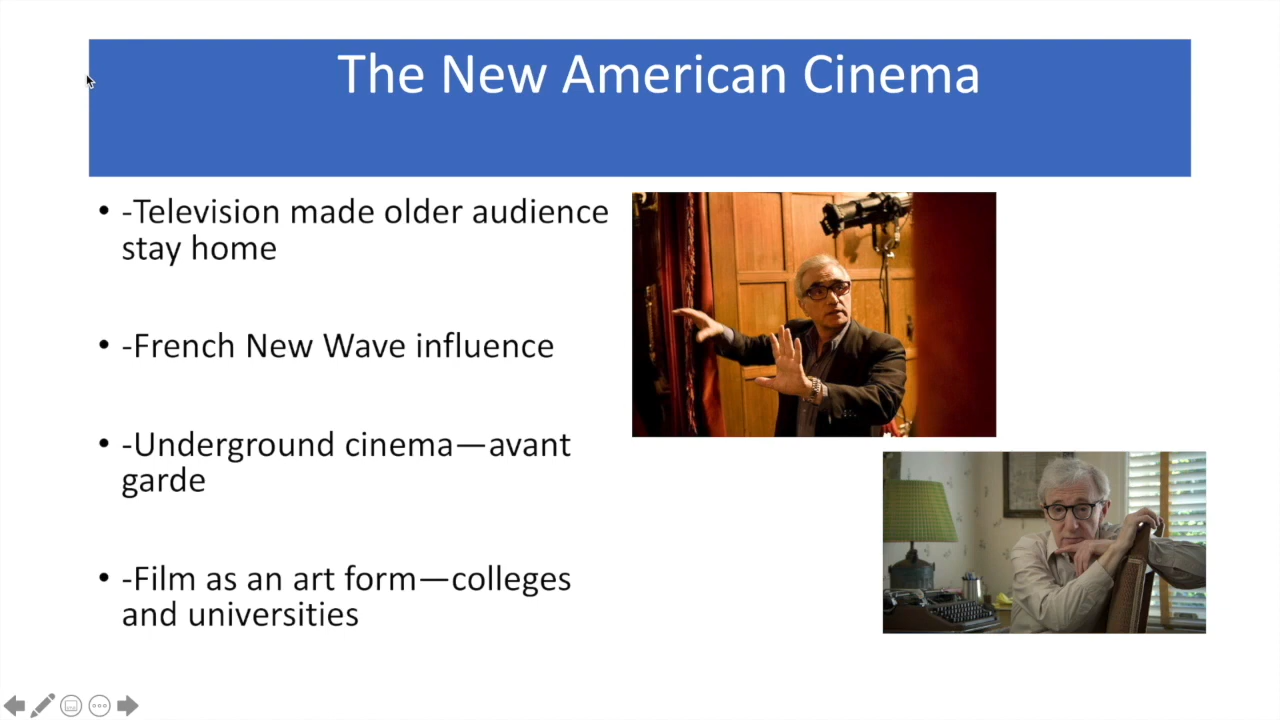 The New American Cinema
• -Television made older audience
stay home
• -French New Wave influence
• -Underground cinema—avant
garde
• -Film as an art form—colleges
and universities